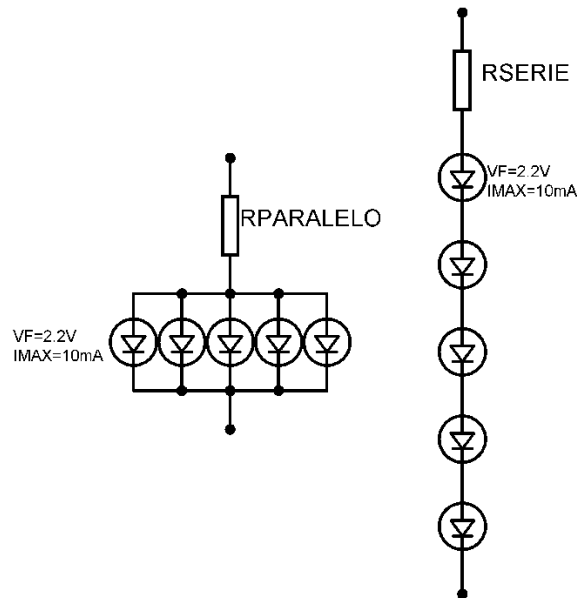 RSERIE
VF=2.2V
IMAX=10mA
RPARALELO
VF=2.2V
IMAX=10mA